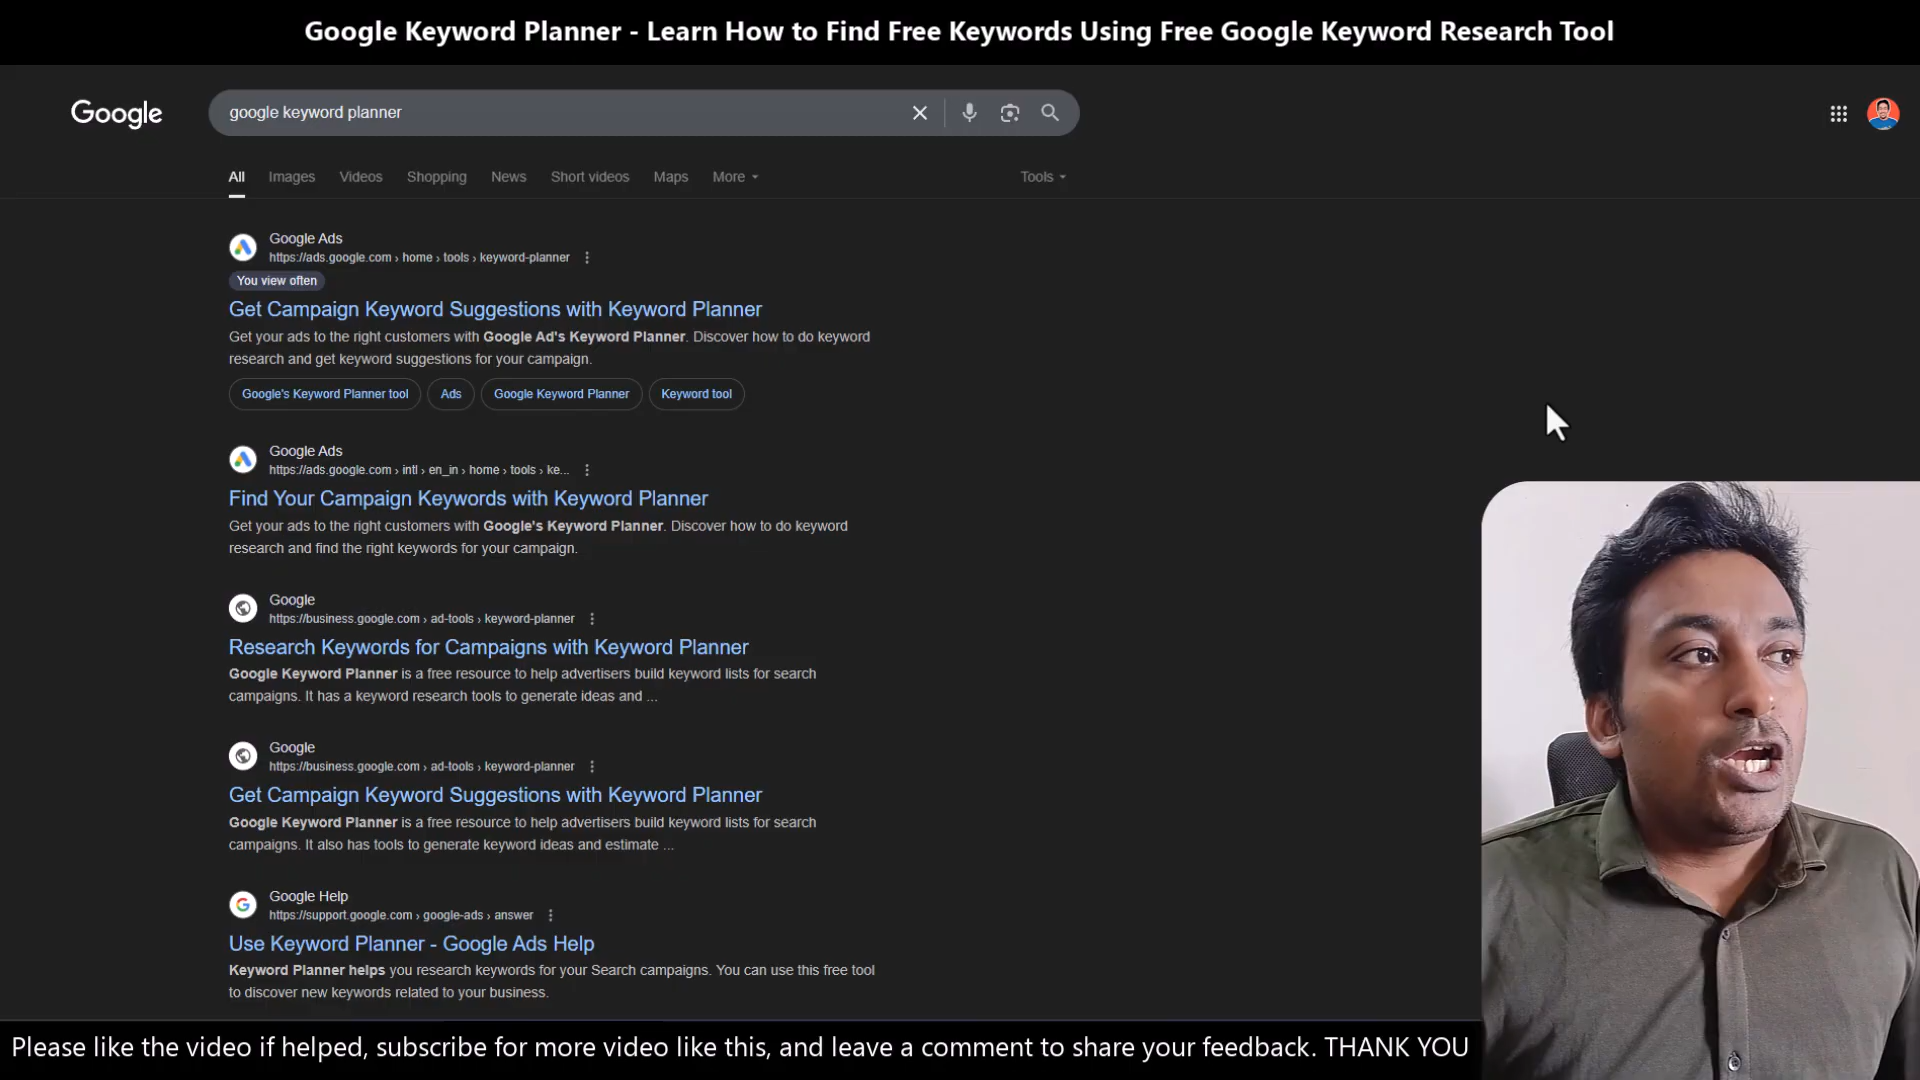 Google Keyword Planner - Learn How to Find Free Keywords Using Free Google Keyword Research Tool
Google
google keyword planner
All Images Videos Shopping News Short videos Maps More Tools
Google Ads
https://ads.google.com › home › tools › keyword-planner
You view often
Get Campaign Keyword Suggestions with Keyword Planner
Get your ads to the right customers with Google Ad's Keyword Planner. Discover how to do keyword
research and get keyword suggestions for your campaign.
Google's Keyword Planner tool Ads Google Keyword Planner Keyword tool
Google Ads
https://ads.google.com › intl › en_in › home › tools › ke...
Find Your Campaign Keywords with Keyword Planner
Get your ads to the right customers with Google's Keyword Planner. Discover how to do keyword
research and find the right keywords for your campaign.
Google
https://business.google.com › ad-tools › keyword-planner
Research Keywords for Campaigns with Keyword Planner
Google Keyword Planner is a free resource to help advertisers build keyword lists for search
campaigns. It has a keyword research tools to generate ideas and ...
Google
https://business.google.com › ad-tools › keyword-planner
Get Campaign Keyword Suggestions with Keyword Planner
Google Keyword Planner is a free resource to help advertisers build keyword lists for search
campaigns. It also has tools to generate keyword ideas and estimate ...
Google Help
https://support.google.com › google-ads › answer
Use Keyword Planner - Google Ads Help
Keyword Planner helps you research keywords for your Search campaigns. You can use this free tool
to discover new keywords related to your business.
Please like the video if helped, subscribe for more video like this, and leave a comment to share your feedback. THANK YOU